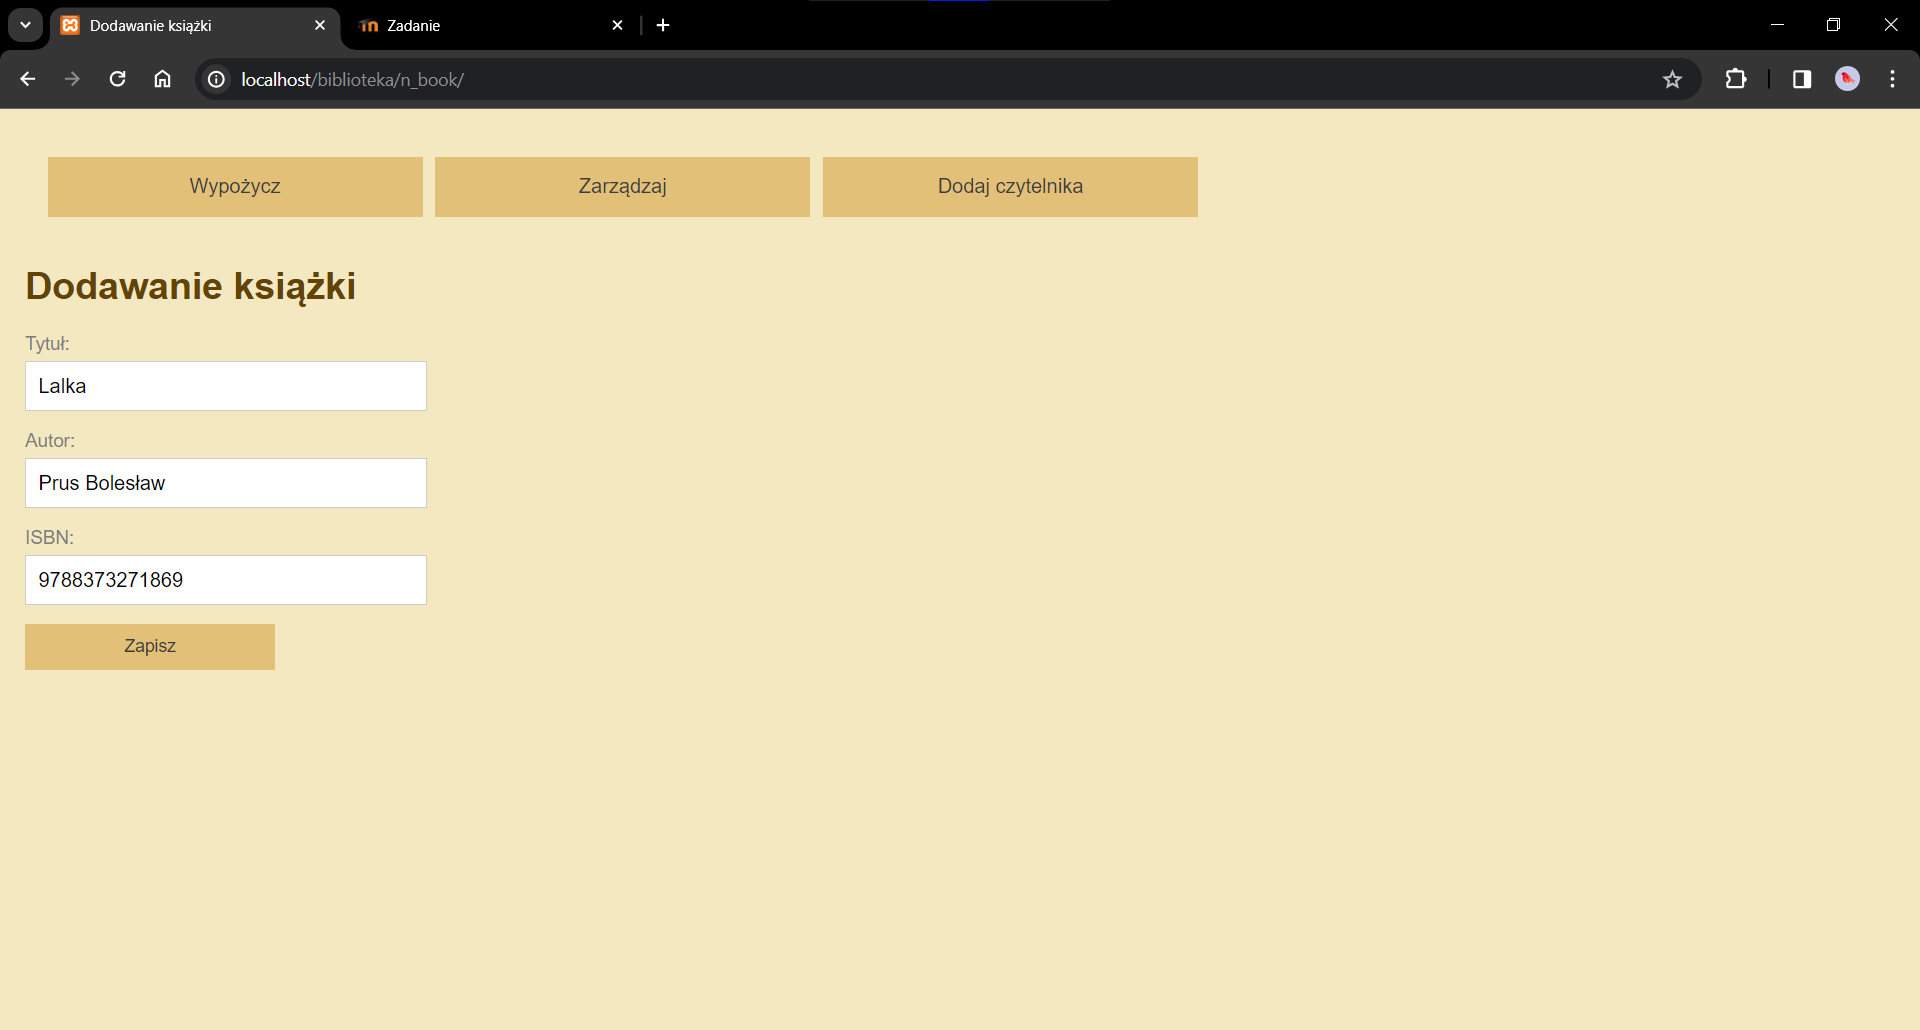 Dodawanie książki
Zadanie
localhost/biblioteka/n_book/
Wypożycz Zarządzaj Dodaj czytelnika
Dodawanie książki
Tytuł:
Lalka
Autor:
Prus Bolesław
ISBN:
9788373271869
Zapisz